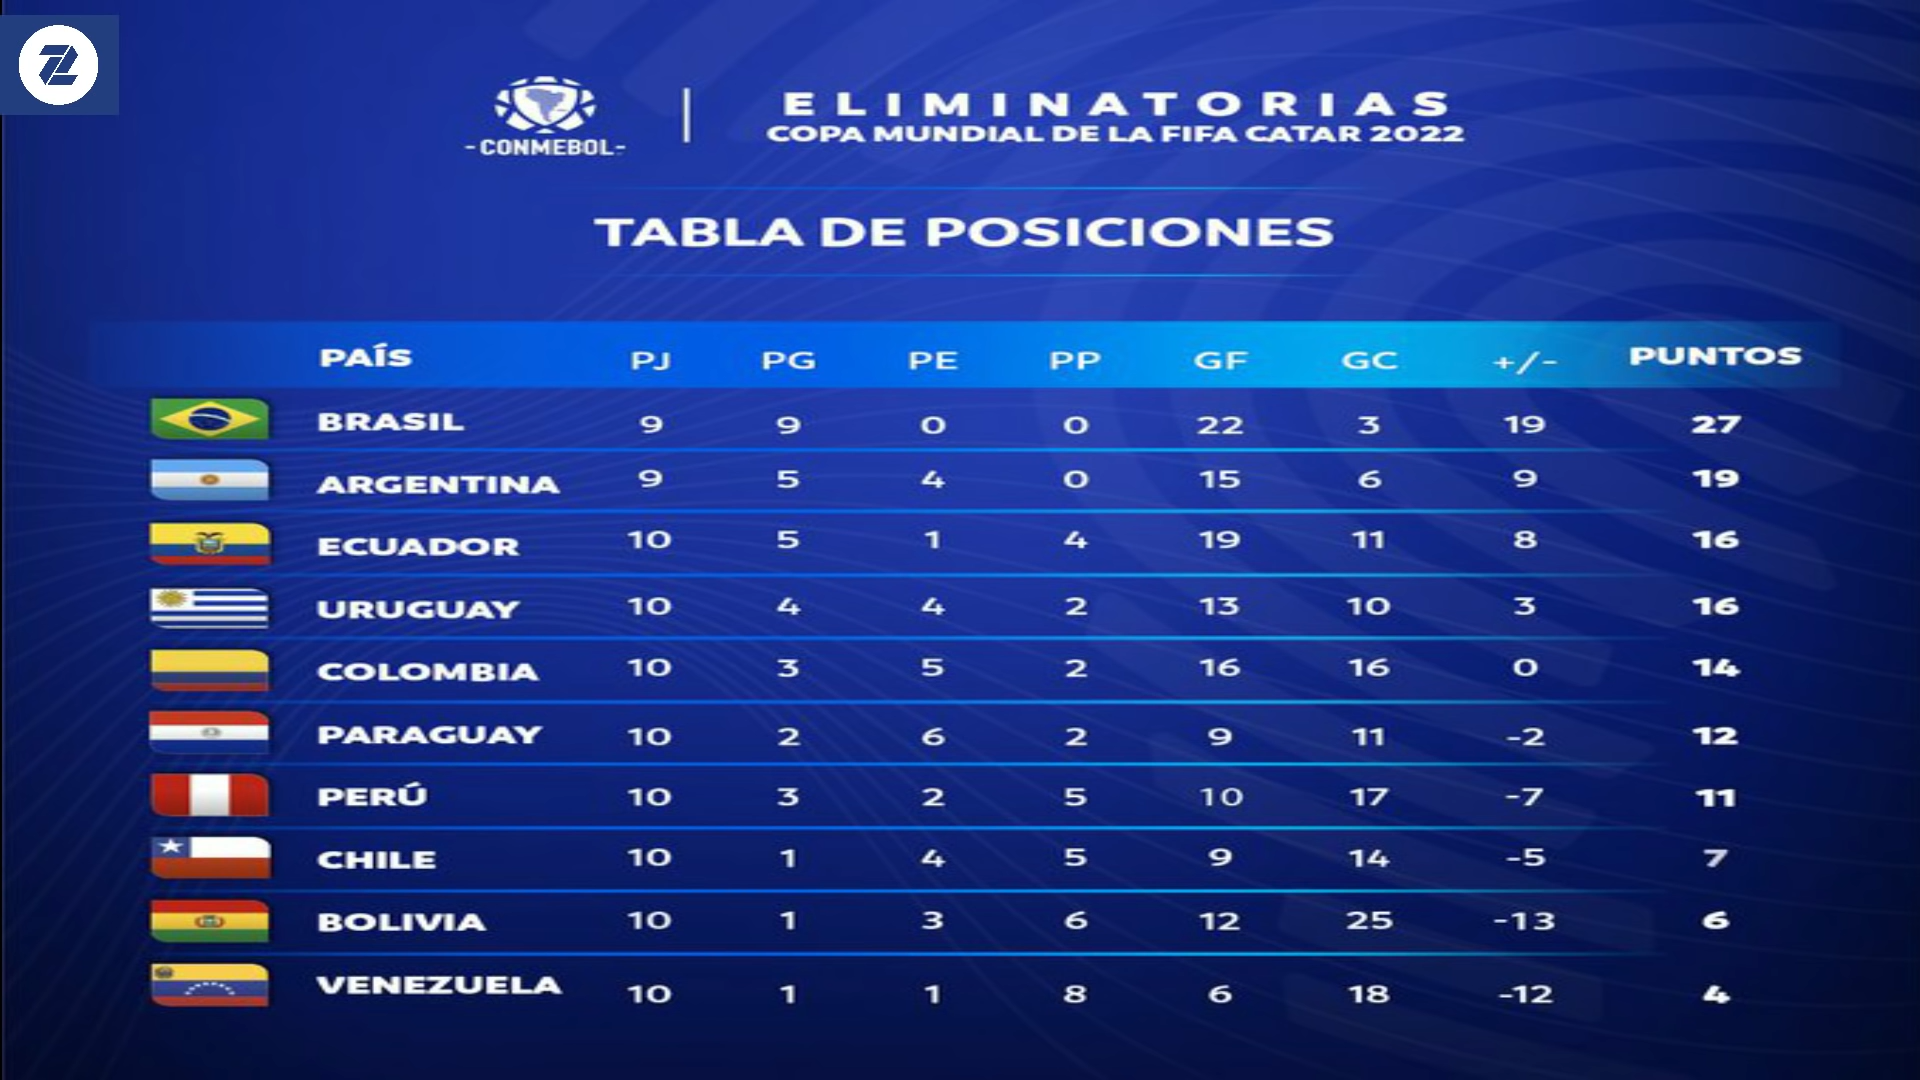 -CONMEBOL-
ELIMINATORIAS
COPA MUNDIAL DE LA FIFA CATAR 2022
TABLA DE POSICIONES
PAÍS PJ PG PE PP GF GC +/- PUNTOS
BRASIL 9 9 0 0 22 3 19 27
ARGENTINA 9 5 4 0 15 6 9 19
ECUADOR 10 5 1 4 19 11 8 16
URUGUAY 10 4 4 2 13 10 3 16
COLOMBIA 10 3 5 2 16 16 0 14
PARAGUAY 10 2 6 2 9 11 -2 12
PERÚ 10 3 2 5 10 17 -7 11
CHILE 10 1 4 5 9 14 -5 7
BOLIVIA 10 1 3 6 12 25 -13 6
VENEZUELA 10 1 1 8 6 18 -12 4